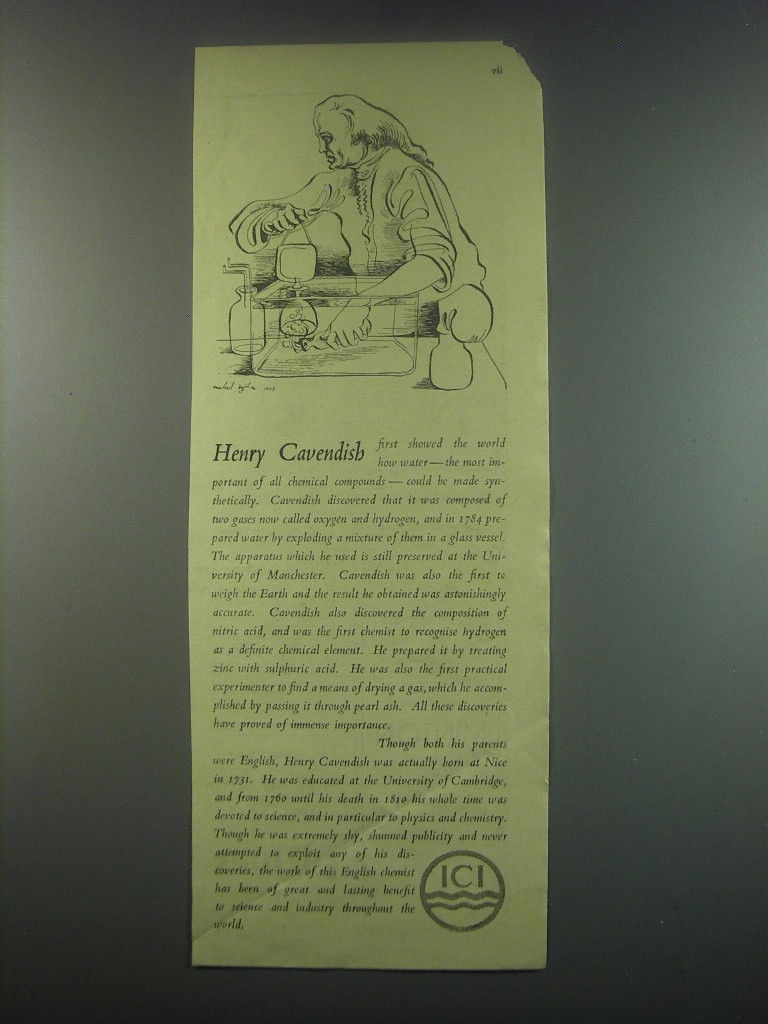 vii
Henry Cavendish first showed the world
how water—the most im-
portant of all chemical compounds—could be made syn-
thetically. Cavendish discovered that it was composed of
two gases now called oxygen and hydrogen, and in 1784 pre-
pared water by exploding a mixture of them in a glass vessel.
The apparatus which he used is still preserved at the Uni-
versity of Manchester. Cavendish was also the first to
weigh the Earth and the result he obtained was astonishingly
accurate. Cavendish also discovered the composition of
nitric acid, and was the first chemist to recognise hydrogen
as a definite chemical element. He prepared it by treating
zinc with sulphuric acid. He was also the first practical
experimenter to find a means of drying a gas, which he accom-
plished by passing it through pearl ash. All these discoveries
have proved of immense importance.
Though both his parents
were English, Henry Cavendish was actually born at Nice
in 1731. He was educated at the University of Cambridge,
and from 1760 until his death in 1810 his whole time was
devoted to science, and in particular to physics and chemistry.
Though he was extremely shy, shunned publicity and never
attempted to exploit any of his dis-
coveries, the work of this English chemist
has been of great and lasting benefit
to science and industry throughout the
world.
ICI